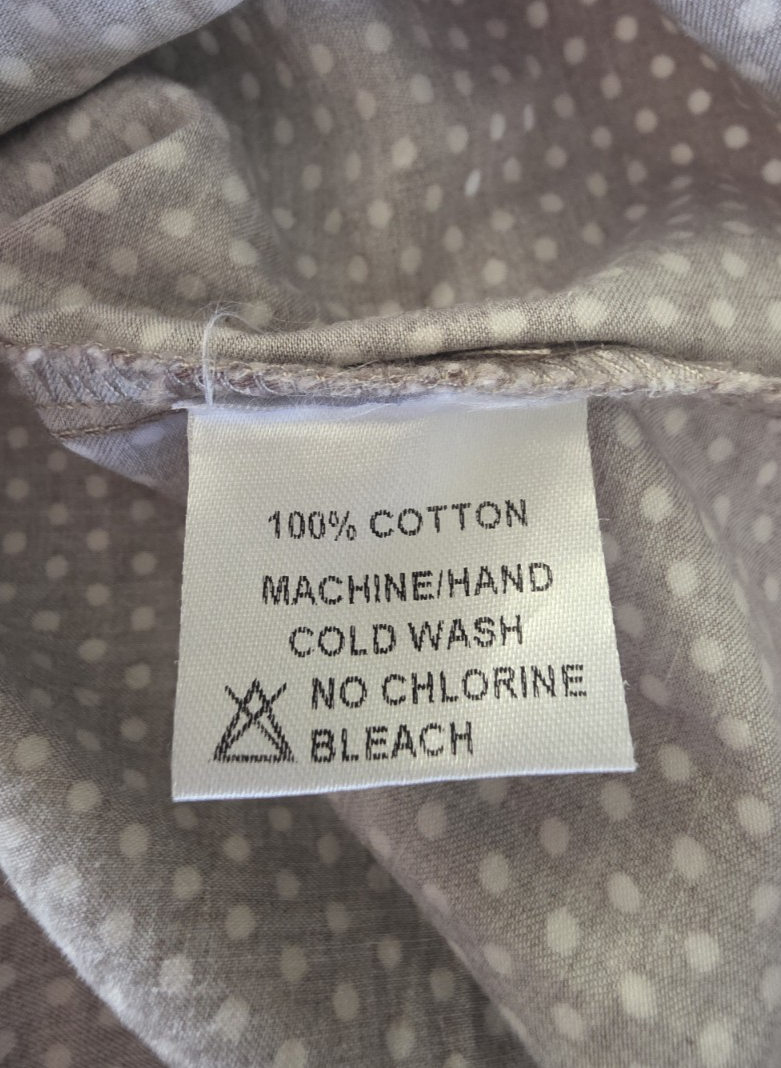 100% COTTON
MACHINE/HAND
COLD WASH
NO CHLORINE
BLEACH